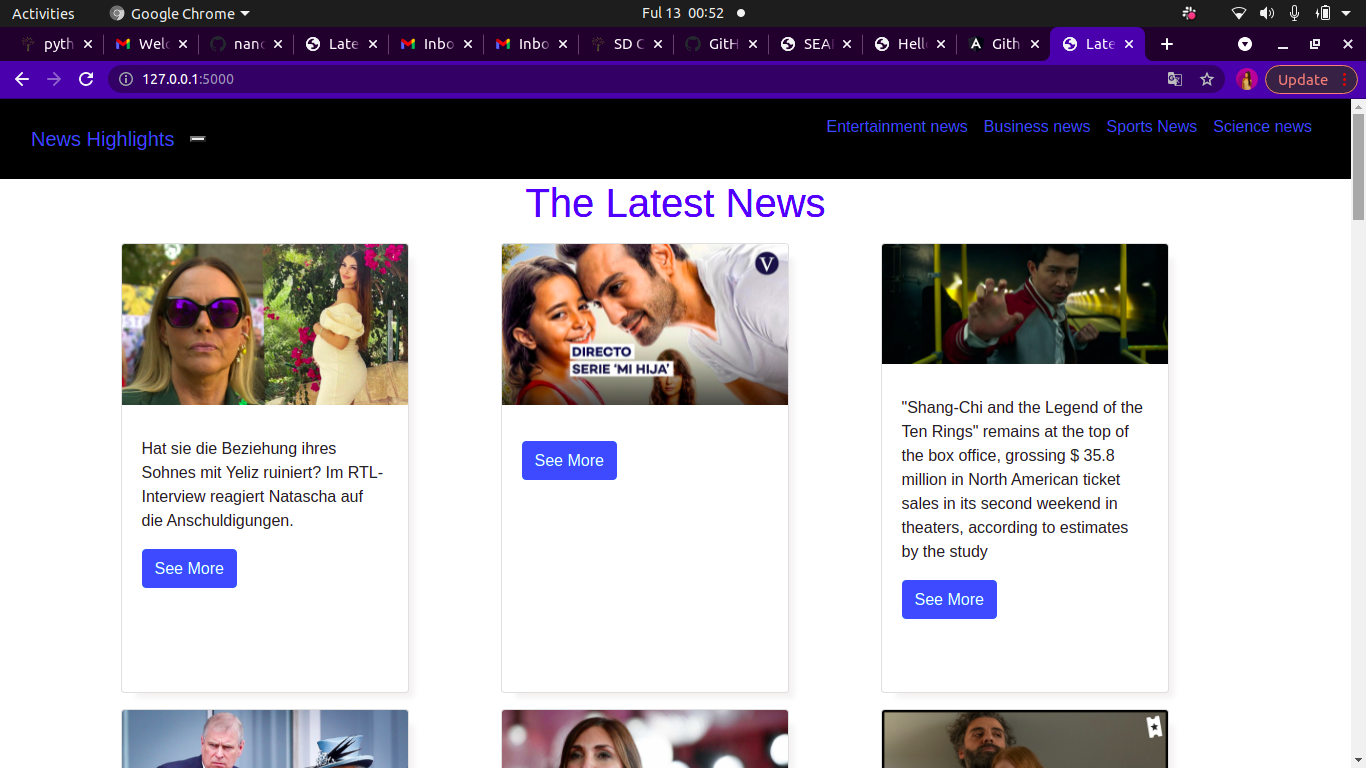 Activities
Google Chrome
Ful 13 00:52
pyth
Welc
nanc
Late
Inbo
Inbo
SD C
GitH
SEAI
Hell
Gith
Late
127.0.0.1:5000
Update
News Highlights
Entertainment news
Business news
Sports News
Science news
The Latest News
V
DIRECTO
SERIE 'MI HIJA'
Hat sie die Beziehung ihres
Sohnes mit Yeliz ruiniert? Im RTL-
Interview reagiert Natascha auf
die Anschuldigungen.
See More
See More
"Shang-Chi and the Legend of the
Ten Rings" remains at the top of
the box office, grossing $ 35.8
million in North American ticket
sales in its second weekend in
theaters, according to estimates
by the study
See More